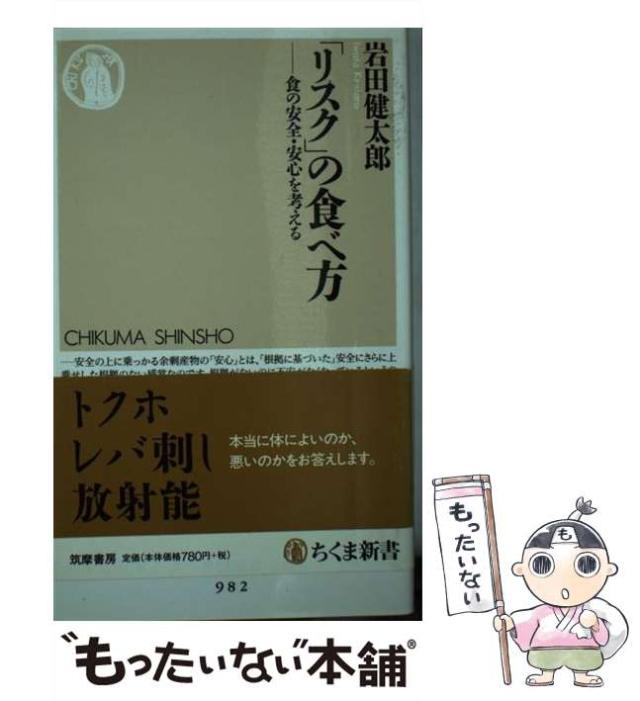 岩田健太郎
Iwata Kentaro
「リスク」の食べ方
──食の安全・安心を考える
CHIKUMA SHINSHO
──安全の上に乗っかる余剰産物の「安心」とは、「根拠に基づいた」安全にさらに上
トクホ
レバ刺し
放射能
本当に体によいのか、
悪いのかをお答えします。
筑摩書房 定価(本体価格780円+税)
ちくま新書
982
もったいない
“もったいない”本舗®